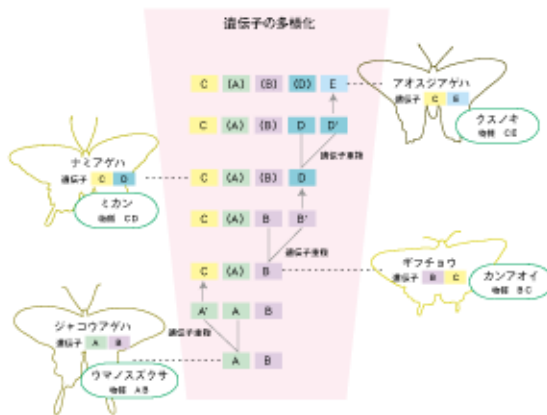 遺伝子の多様化
C (A) (B) (D) E
アオスジアゲハ
遺伝子 C E
クスノキ
物質 CE
C (A) (B) D D'
遺伝子重複
ナミアゲハ
遺伝子 C D
ミカン
物質 CD
C (A) (B) D
C (A) B B'
遺伝子重複
ギフチョウ
遺伝子 B C
カンアオイ
物質 BC
C (A) B
A' A B
遺伝子重複
ジャコウアゲハ
遺伝子 A B
ウマノスズクサ
物質 AB
A B